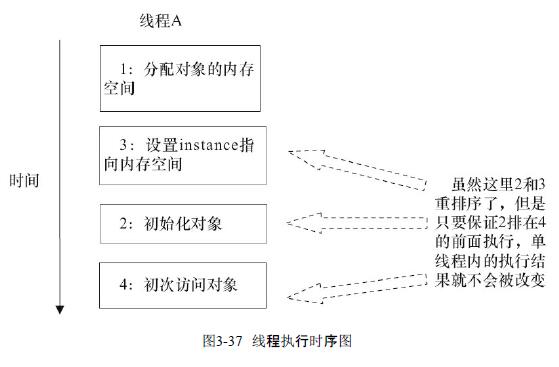 线程A
1：分配对象的内存
空间
3：设置instance指
向内存空间
时间
2：初始化对象
4：初次访问对象
虽然这里2和3
重排序了，但是
只要保证2排在4
的前面执行，单
线程内的执行结
果就不会被改变
图3-37 线程执行时序图